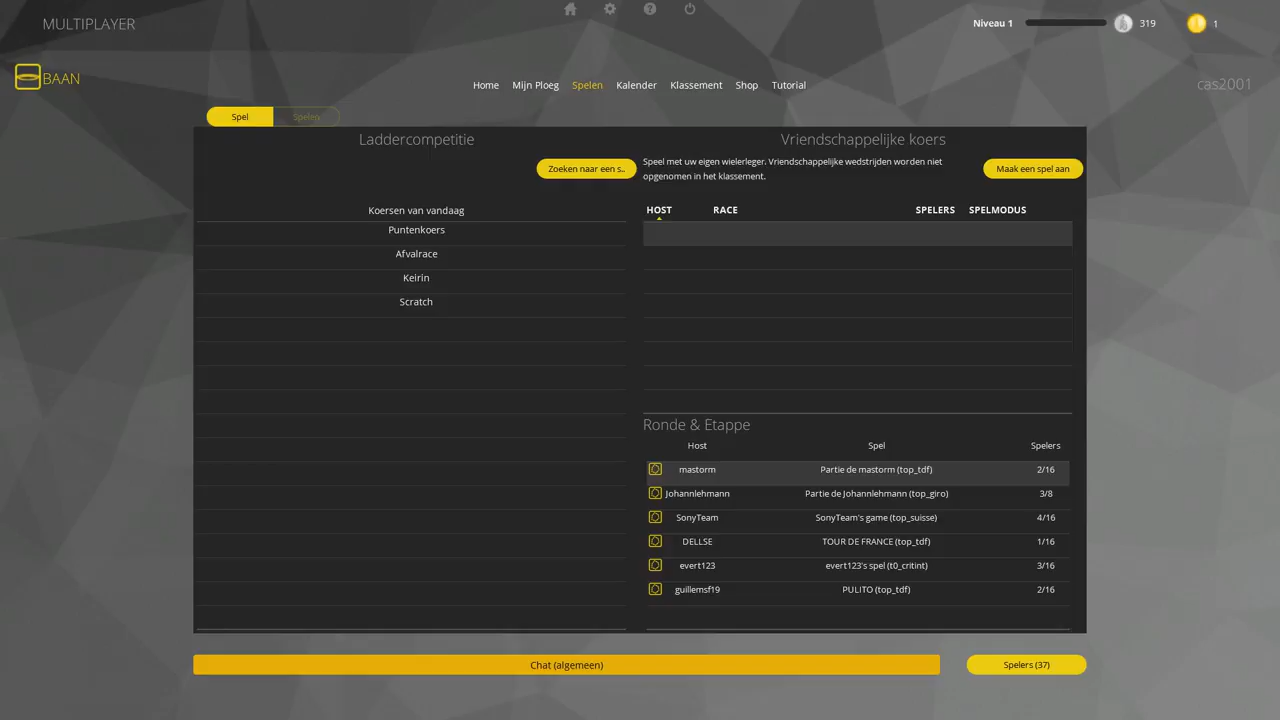 MULTIPLAYER
Niveau 1
319
1
BAAN
Home Mijn Ploeg Spelen Kalender Klassement Shop Tutorial
cas2001
Spel Spelen
Laddercompetitie
Zoeken naar een s..
Koersen van vandaag
Puntenkoers
Afvalrace
Keirin
Scratch
Vriendschappelijke koers
Speel met uw eigen wielerleger. Vriendschappelijke wedstrijden worden niet
opgenomen in het klassement.
Maak een spel aan
HOST RACE SPELERS SPELMODUS
Ronde & Etappe
Host Spel Spelers
mastorm Partie de mastorm (top_tdf) 2/16
Johannlehmann Partie de Johannlehmann (top_giro) 3/8
SonyTeam SonyTeam's game (top_suisse) 4/16
DELLSE TOUR DE FRANCE (top_tdf) 1/16
evert123 evert123's spel (t0_critint) 3/16
guillemsf19 PULITO (top_tdf) 2/16
Chat (algemeen)
Spelers (37)